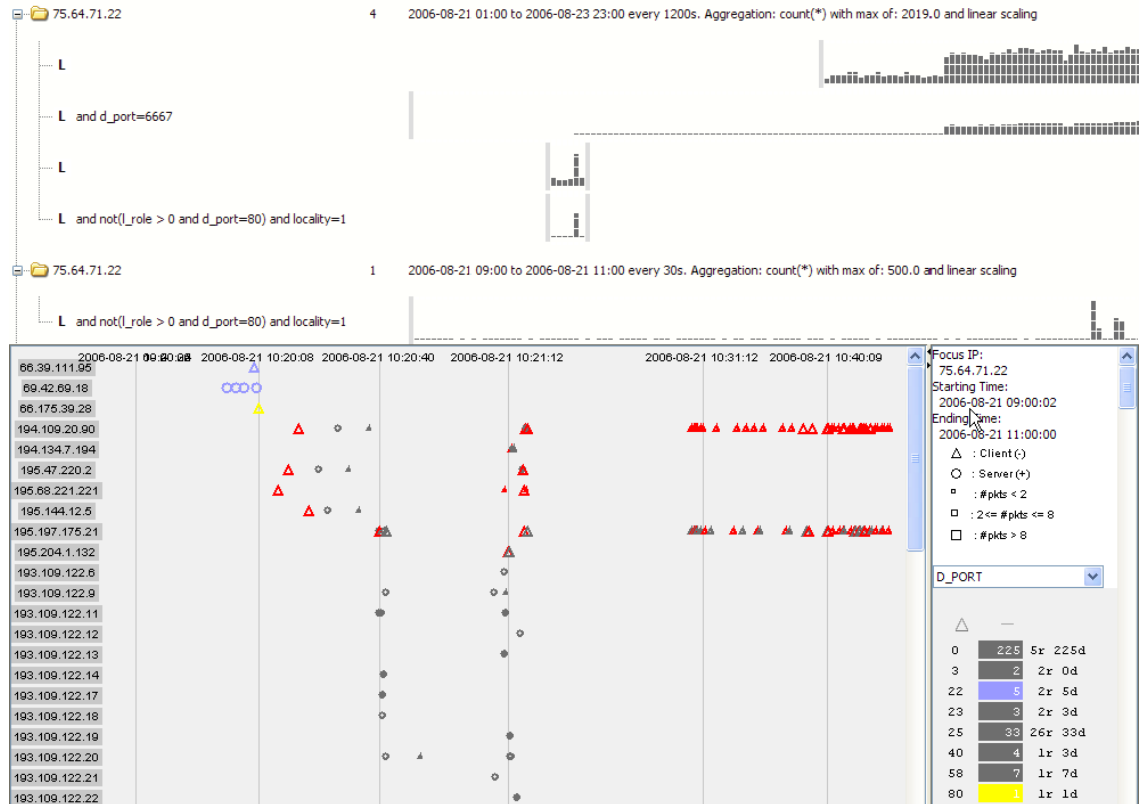 75.64.71.22 4 2006-08-21 01:00 to 2006-08-23 23:00 every 1200s. Aggregation: count(*) with max of: 2019.0 and linear scaling
L
L and d_port=6667
L
L and not(l_role > 0 and d_port=80) and locality=1
75.64.71.22 1 2006-08-21 09:00 to 2006-08-21 11:00 every 30s. Aggregation: count(*) with max of: 500.0 and linear scaling
L and not(l_role > 0 and d_port=80) and locality=1
2006-08-21 2006-08-21 10:20:08 2006-08-21 10:20:40 2006-08-21 10:21:12 2006-08-21 10:31:12 2006-08-21 10:40:09
66.39.111.95
69.42.69.18
66.175.39.28
194.109.20.90
194.134.7.194
195.47.220.2
195.68.221.221
195.144.12.5
195.197.175.21
195.204.1.132
193.109.122.6
193.109.122.9
193.109.122.11
193.109.122.12
193.109.122.13
193.109.122.14
193.109.122.17
193.109.122.18
193.109.122.19
193.109.122.20
193.109.122.21
193.109.122.22
Focus IP:
75.64.71.22
Starting Time:
2006-08-21 09:00:02
Ending Time:
2006-08-21 11:00:00
: Client (-)
: Server (+)
: #pkts < 2
: 2<= #pkts <= 8
: #pkts > 8
D_PORT
0 225 5r 225d
3 2 2r 0d
22 5 2r 5d
23 3 2r 3d
25 33 26r 33d
40 4 1r 3d
58 7 1r 7d
80 1 1r 1d